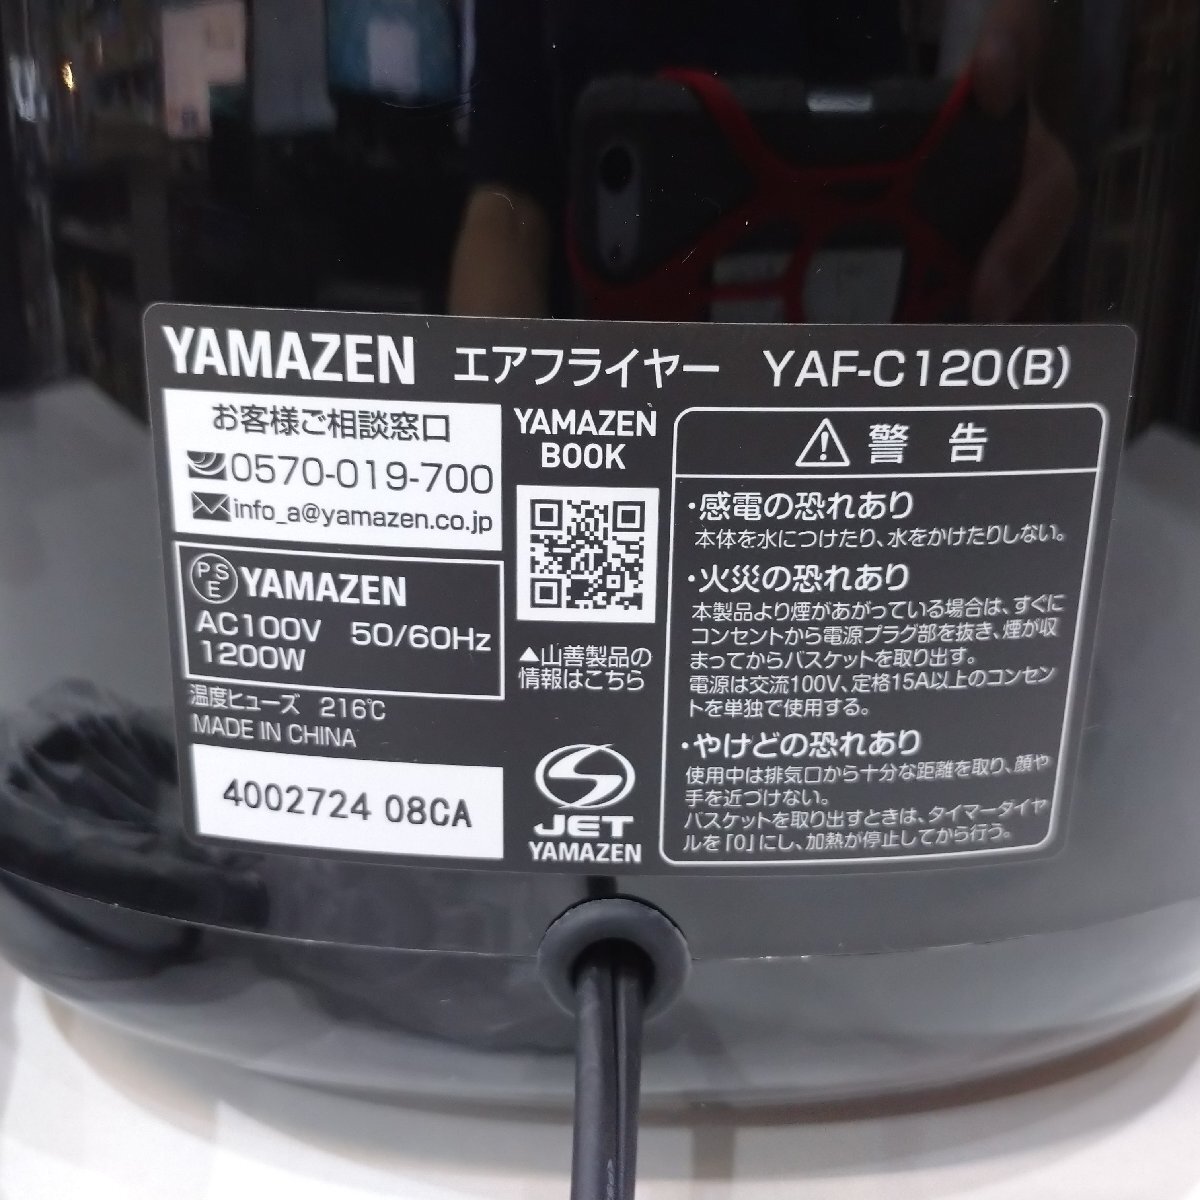 YAMAZEN エアフライヤー YAF-C120(B)
お客様ご相談窓口
0570-019-700
info_a@yamazen.co.jp
PSE YAMAZEN
AC100V 50/60Hz
1200W
温度ヒューズ 216℃
MADE IN CHINA
4002724 08CA
YAMAZEN
BOOK
▲山善製品の
情報はこちら
JET
YAMAZEN
警告
・感電の恐れあり
本体を水につけたり、水をかけたりしない。
・火災の恐れあり
本製品より煙があがっている場合は、すぐに
コンセントから電源プラグ部を抜き、煙が収
まってからバスケットを取り出す。
電源は交流100V、定格15A以上のコンセン
トを単独で使用する。
・やけどの恐れあり
使用中は排気口から十分な距離を取り、顔や
手を近づけない。
バスケットを取り出すときは、タイマーダイヤ
ルを「0」にし、加熱が停止してから行う。